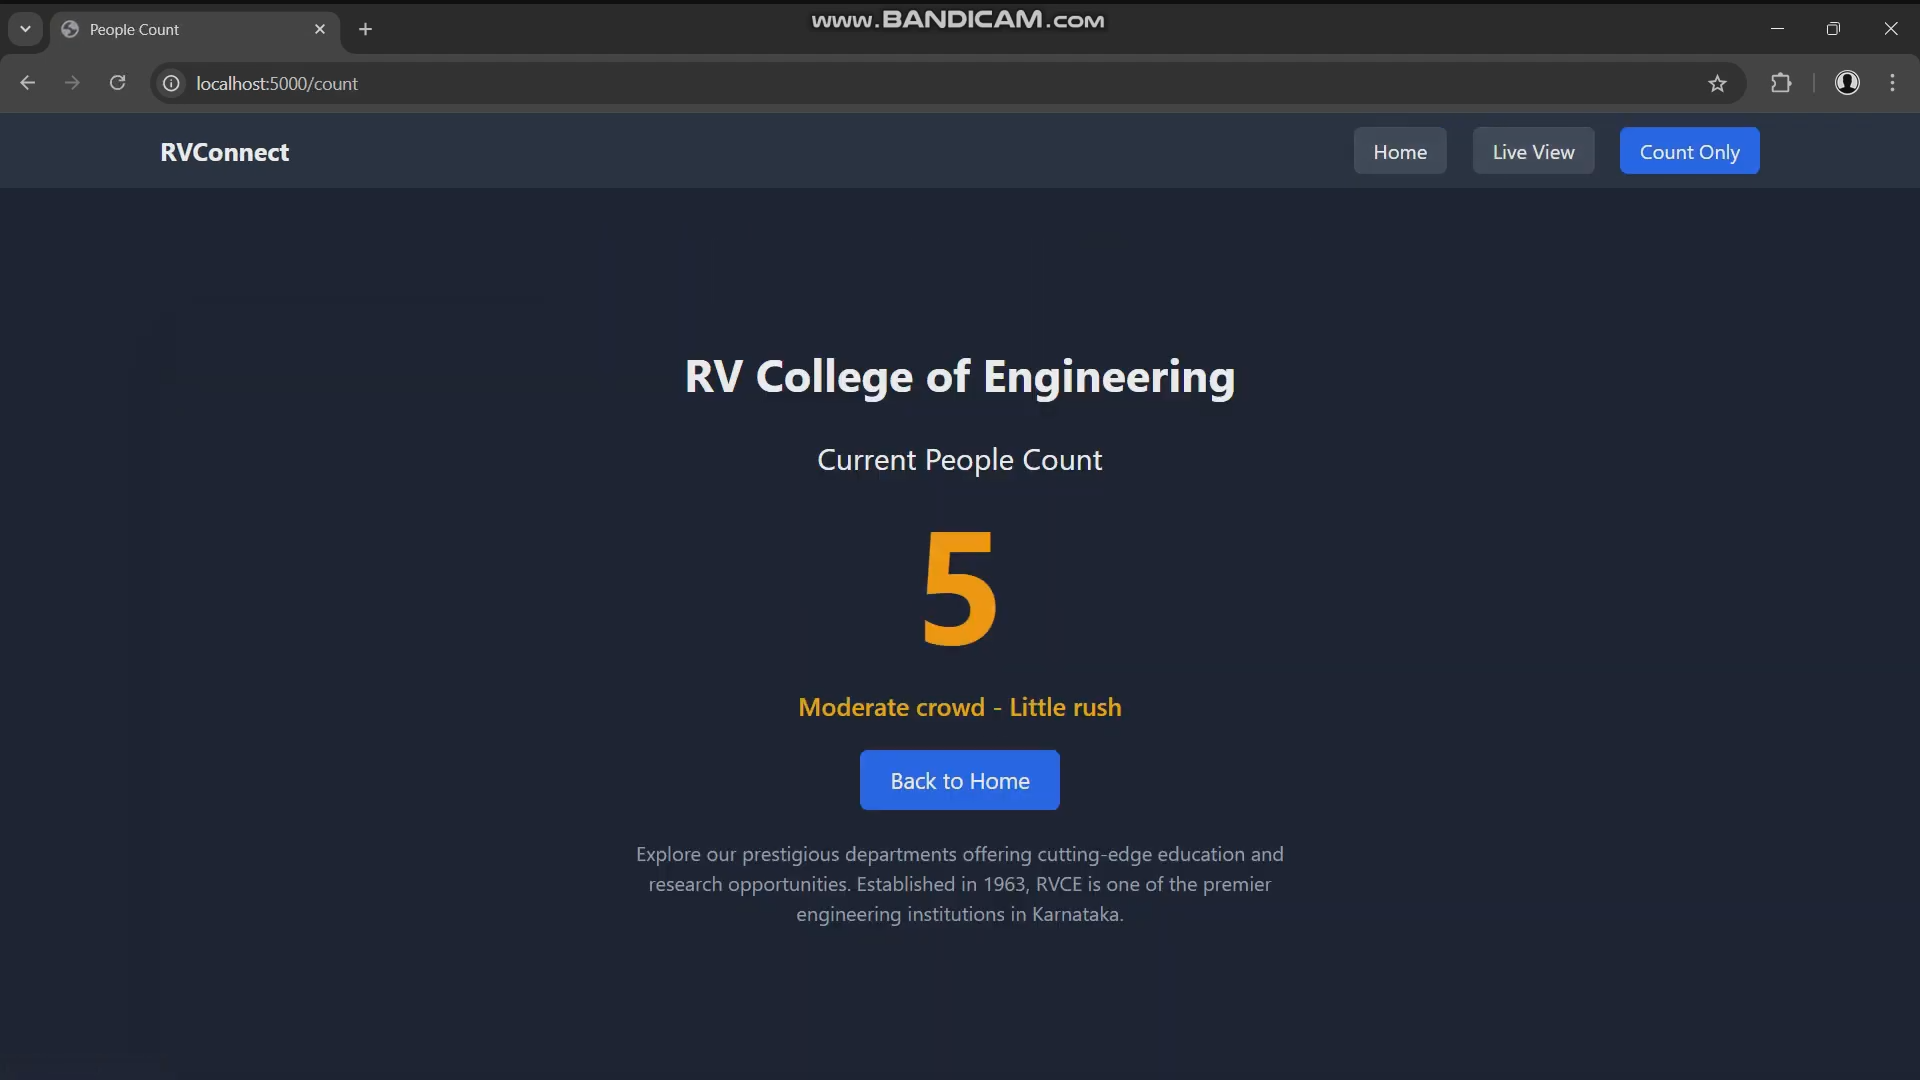 www.BANDICAM.com
People Count
localhost:5000/count
RVConnect
Home
Live View
Count Only
RV College of Engineering
Current People Count
5
Moderate crowd - Little rush
Back to Home
Explore our prestigious departments offering cutting-edge education and
research opportunities. Established in 1963, RVCE is one of the premier
engineering institutions in Karnataka.